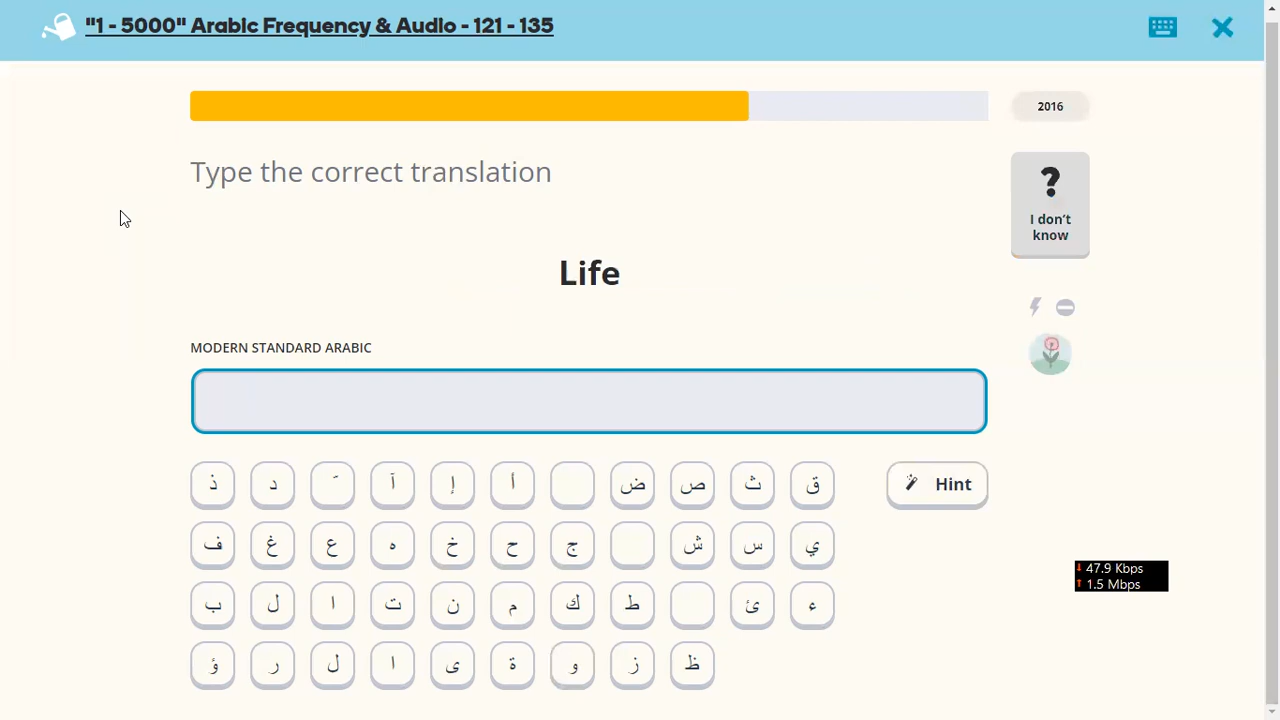 "1 - 5000" Arabic Frequency & Audio - 121 - 135
2016
Type the correct translation
?
I don't
know
Life
MODERN STANDARD ARABIC
ذ د َ آ إ أ ض ص ث ق
Hint
ف غ ع ه خ ح ج ش س ي
47.9 Kbps
1.5 Mbps
ب ل ا ت ن م ك ط ئ ء
ؤ ر ل ا ى ة و ز ظ